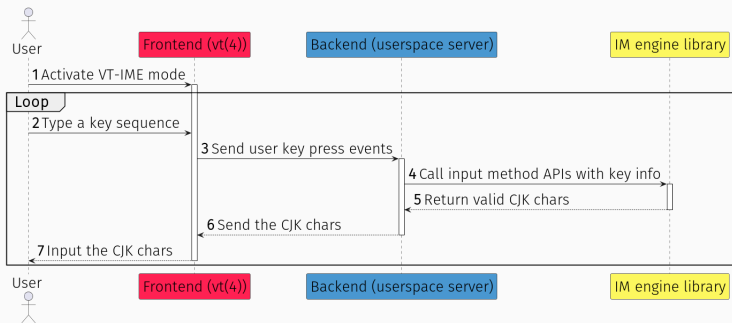 User
Frontend (vt(4))
Backend (userspace server)
IM engine library
1 Activate VT-IME mode
Loop
2 Type a key sequence
3 Send user key press events
4 Call input method APIs with key info
5 Return valid CJK chars
6 Send the CJK chars
7 Input the CJK chars
User
Frontend (vt(4))
Backend (userspace server)
IM engine library